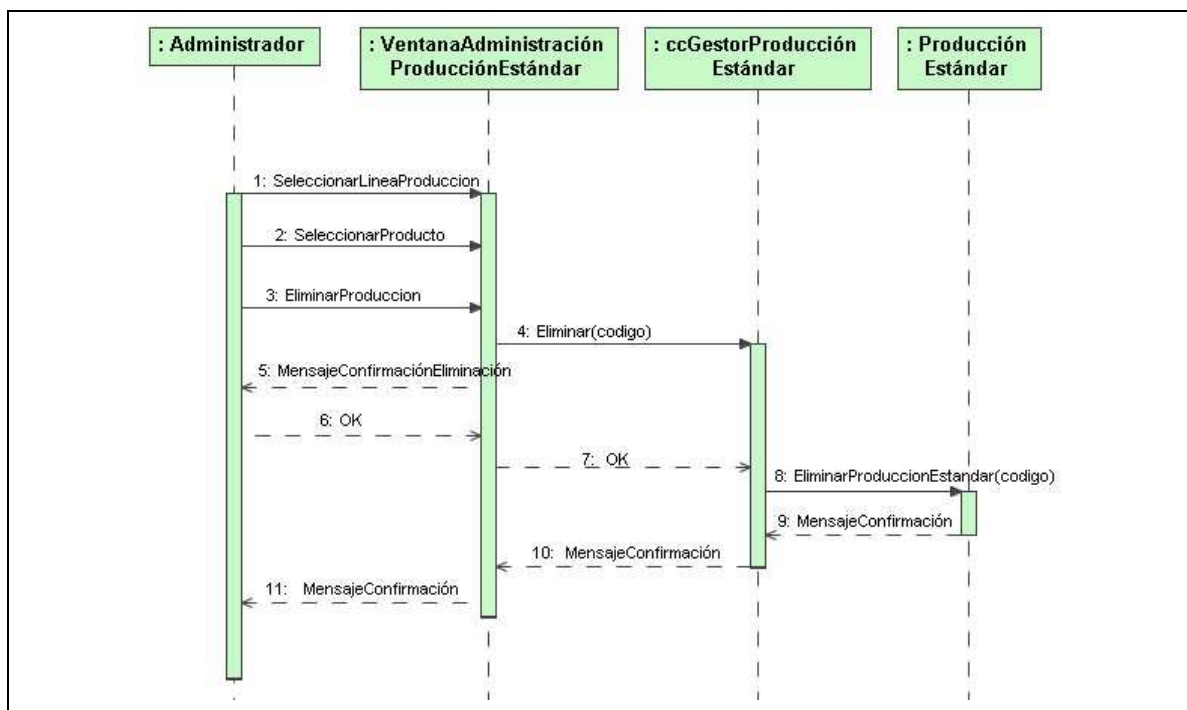 : Administrador
: VentanaAdministración
ProducciónEstándar
: ccGestorProducción
Estándar
: Producción
Estándar
1: SeleccionarLineaProduccion
2: SeleccionarProducto
3: EliminarProduccion
4: Eliminar(codigo)
5: MensajeConfirmaciónEliminación
6: OK
7: OK
8: EliminarProduccionEstandar(codigo)
9: MensajeConfirmación
10: MensajeConfirmación
11: MensajeConfirmación